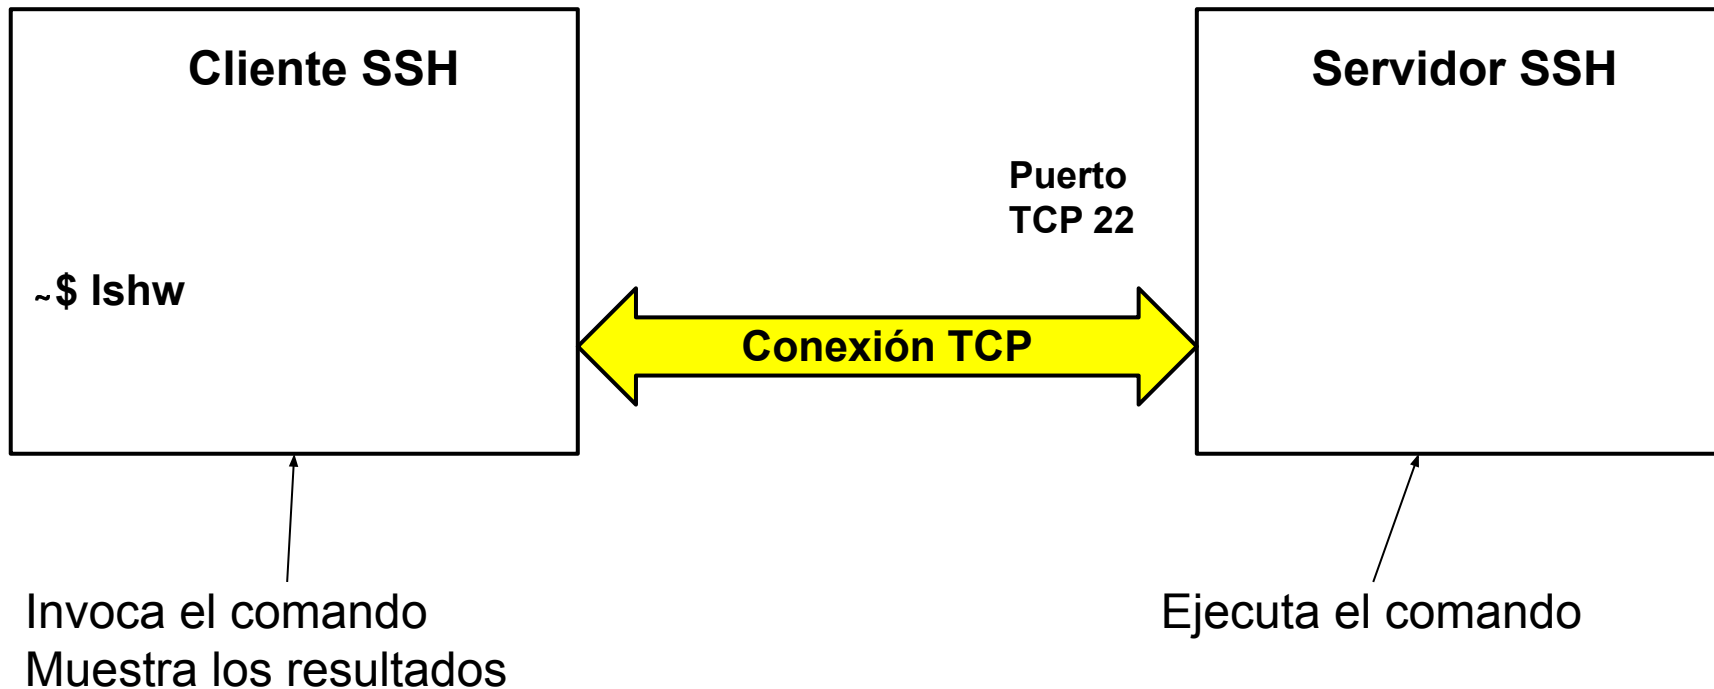 Cliente SSH
Servidor SSH
Puerto
TCP 22
~$ lshw
Conexión TCP
Invoca el comando
Muestra los resultados
Ejecuta el comando